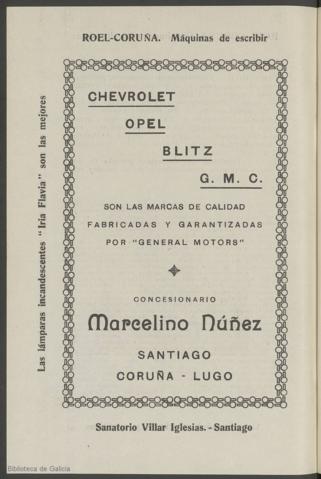 ROEL-CORUÑA. Máquinas de escribir
Las lámparas incandescentes "Iria Flavia" son las mejores
CHEVROLET
OPEL
BLITZ
G. M. C.
SON LAS MARCAS DE CALIDAD
FABRICADAS Y GARANTIZADAS
POR "GENERAL MOTORS"
CONCESIONARIO
Marcelino Núñez
SANTIAGO
CORUÑA - LUGO
Sanatorio Villar Iglesias. - Santiago
Biblioteca de Galicia